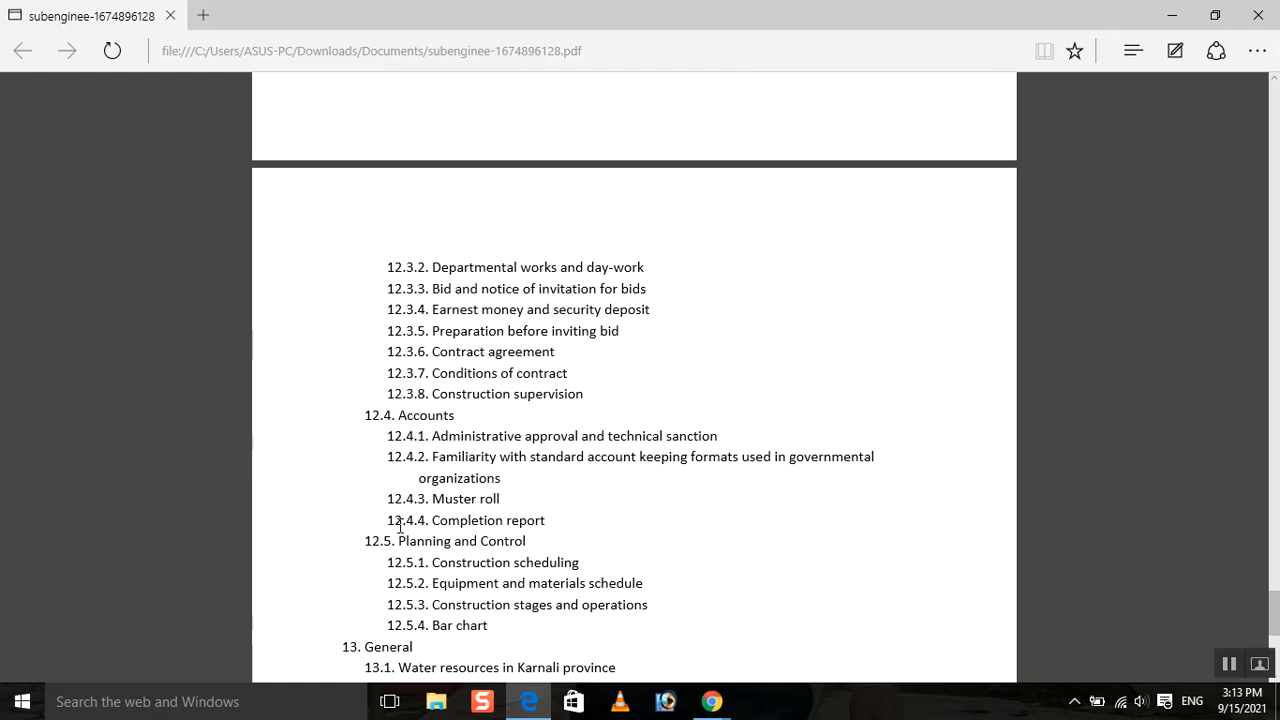 subenginee-1674896128
file:///C:/Users/ASUS-PC/Downloads/Documents/subenginee-1674896128.pdf
12.3.2. Departmental works and day-work
12.3.3. Bid and notice of invitation for bids
12.3.4. Earnest money and security deposit
12.3.5. Preparation before inviting bid
12.3.6. Contract agreement
12.3.7. Conditions of contract
12.3.8. Construction supervision
12.4. Accounts
12.4.1. Administrative approval and technical sanction
12.4.2. Familiarity with standard account keeping formats used in governmental
organizations
12.4.3. Muster roll
12.4.4. Completion report
12.5. Planning and Control
12.5.1. Construction scheduling
12.5.2. Equipment and materials schedule
12.5.3. Construction stages and operations
12.5.4. Bar chart
13. General
13.1. Water resources in Karnali province
Search the web and Windows
ENG
3:13 PM
9/15/2021